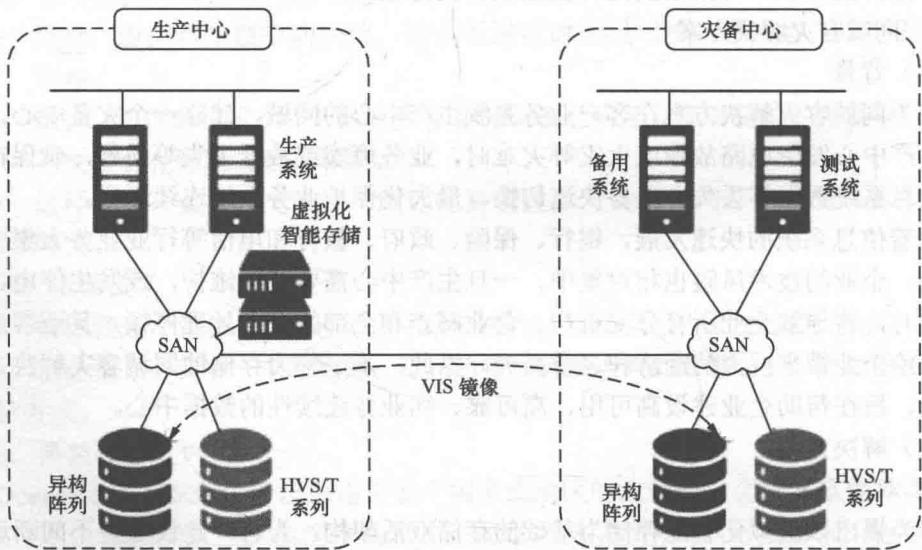 生产中心
灾备中心
生产
系统
虚拟化
智能存储
备用
系统
测试
系统
SAN
SAN
VIS 镜像
异构
阵列
HVS/T
系列
异构
阵列
HVS/T
系列